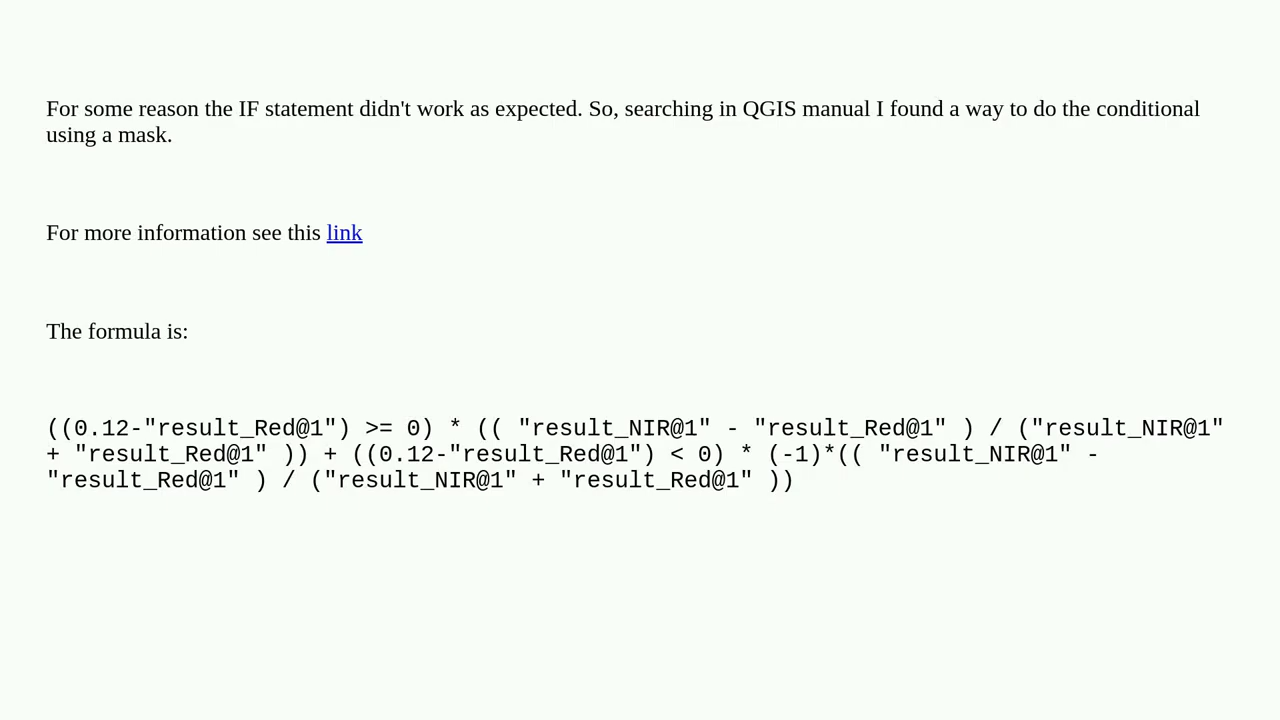 For some reason the IF statement didn't work as expected. So, searching in QGIS manual I found a way to do the conditional
using a mask.
For more information see this link
The formula is:
((0.12-"result_Red@1") >= 0) * (( "result_NIR@1" - "result_Red@1" ) / ("result_NIR@1"
+ "result_Red@1" )) + ((0.12-"result_Red@1") < 0) * (-1)*(( "result_NIR@1" -
"result_Red@1" ) / ("result_NIR@1" + "result_Red@1" ))